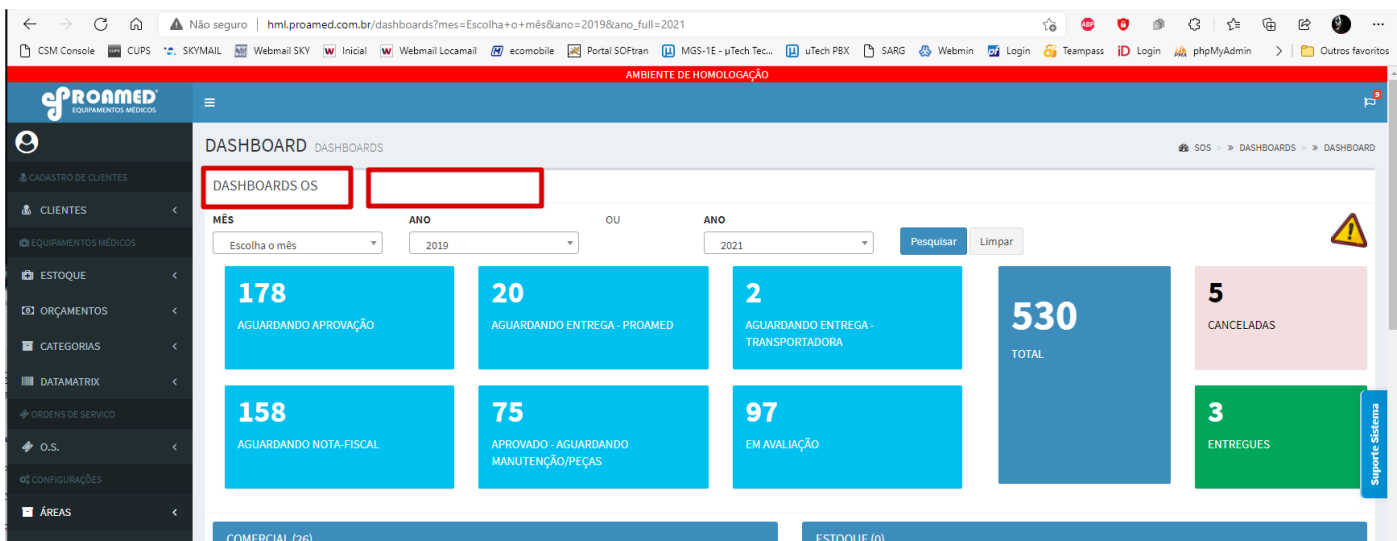 Não seguro | hml.proamed.com.br/dashboards?mes=Escolha+o+mês&ano=2019&ano_full=2021
CSM Console CUPS SKYMAIL Webmail SKY Inicial Webmail Locamail ecomobile Portal SOFtran MGS-1E - µTech Tec... uTech PBX SARG Webmin Login Teampass Login phpMyAdmin Outros favoritos
AMBIENTE DE HOMOLOGAÇÃO
PROAMED
EQUIPAMENTOS MÉDICOS
9
DASHBOARD DASHBOARDS
SOS > » DASHBOARDS > » DASHBOARD
CADASTRO DE CLIENTES
CLIENTES
EQUIPAMENTOS MÉDICOS
ESTOQUE
ORÇAMENTOS
CATEGORIAS
DATAMATRIX
ORDENS DE SERVICO
O.S.
CONFIGURAÇÕES
ÁREAS
DASHBOARDS OS
MÊS ANO OU ANO
Escolha o mês 2019 2021 Pesquisar Limpar
178
AGUARDANDO APROVAÇÃO
20
AGUARDANDO ENTREGA - PROAMED
2
AGUARDANDO ENTREGA -
TRANSPORTADORA
530
TOTAL
5
CANCELADAS
158
AGUARDANDO NOTA-FISCAL
75
APROVADO - AGUARDANDO
MANUTENÇÃO/PEÇAS
97
EM AVALIAÇÃO
3
ENTREGUES
Suporte Sistema
COMERCIAL (26)
ESTOQUE (0)